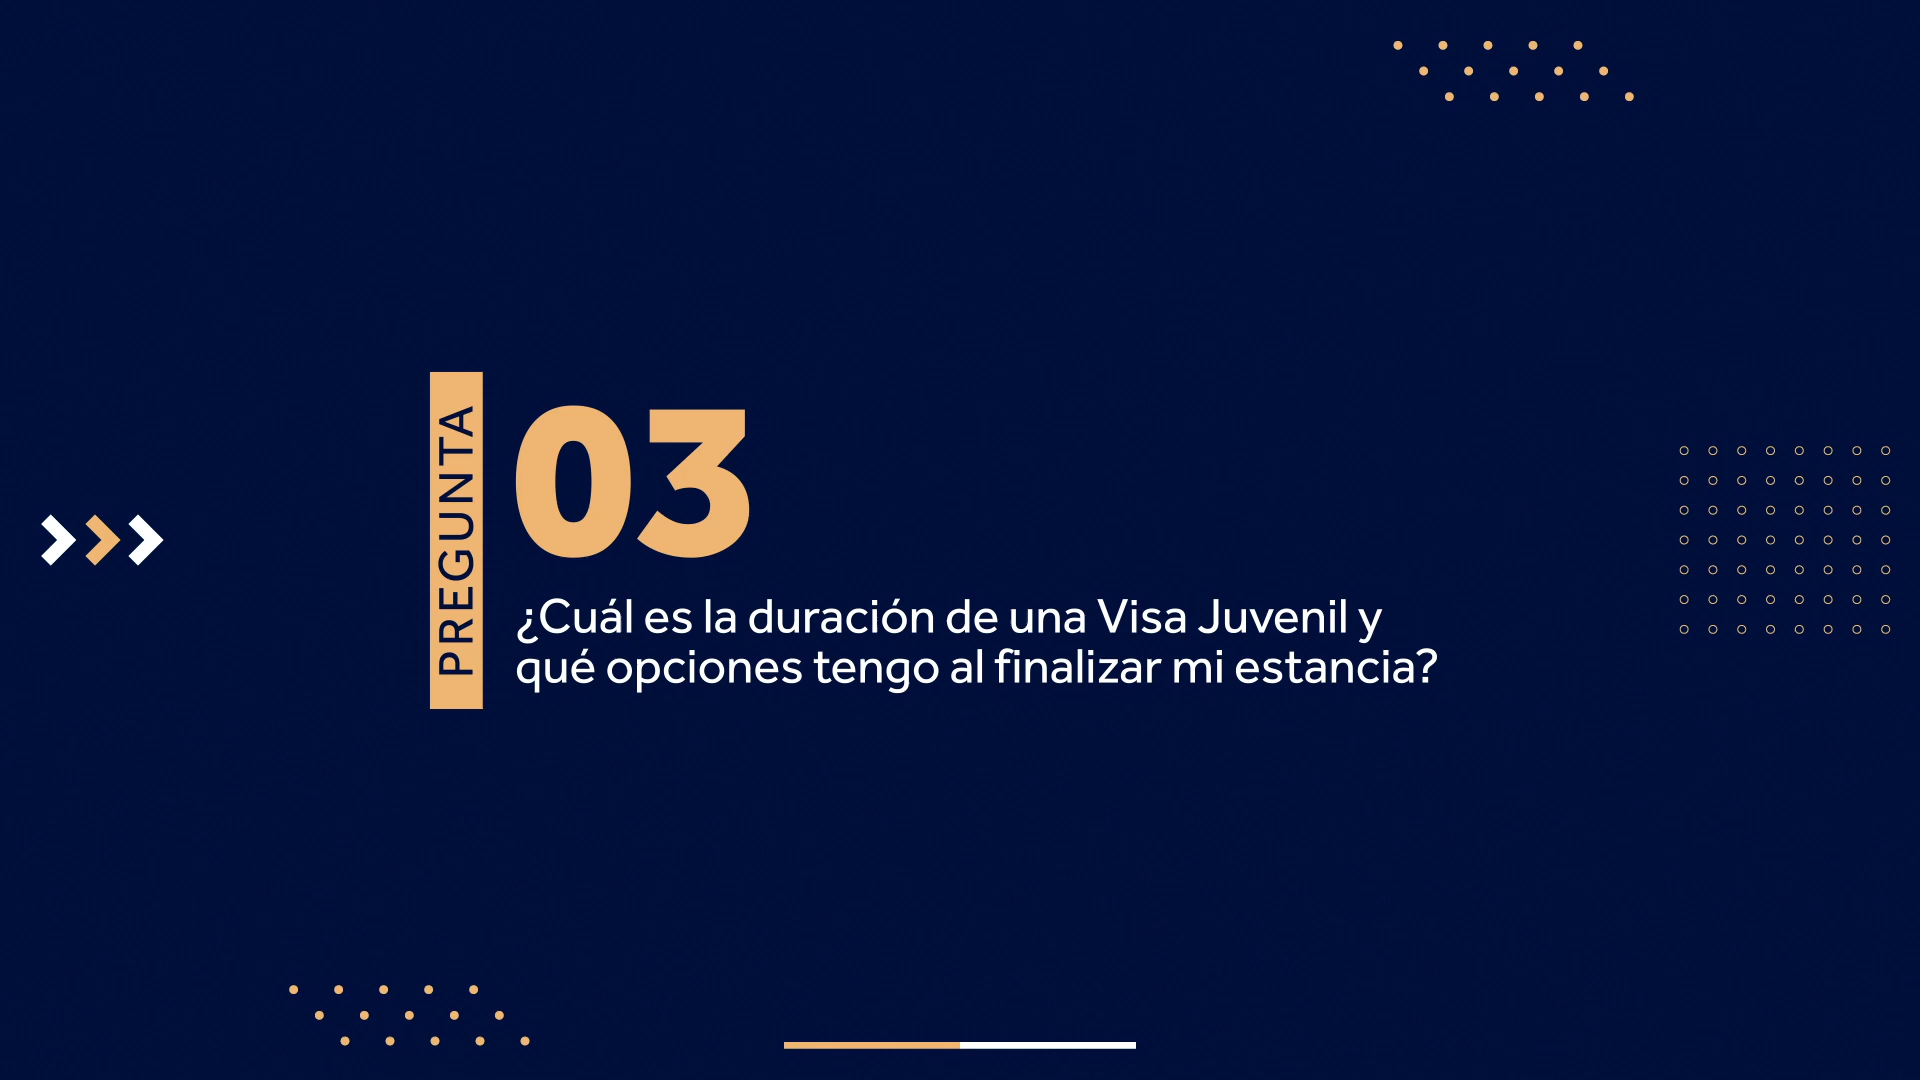 PREGUNTA
03
¿Cuál es la duración de una Visa Juvenil y
qué opciones tengo al finalizar mi estancia?